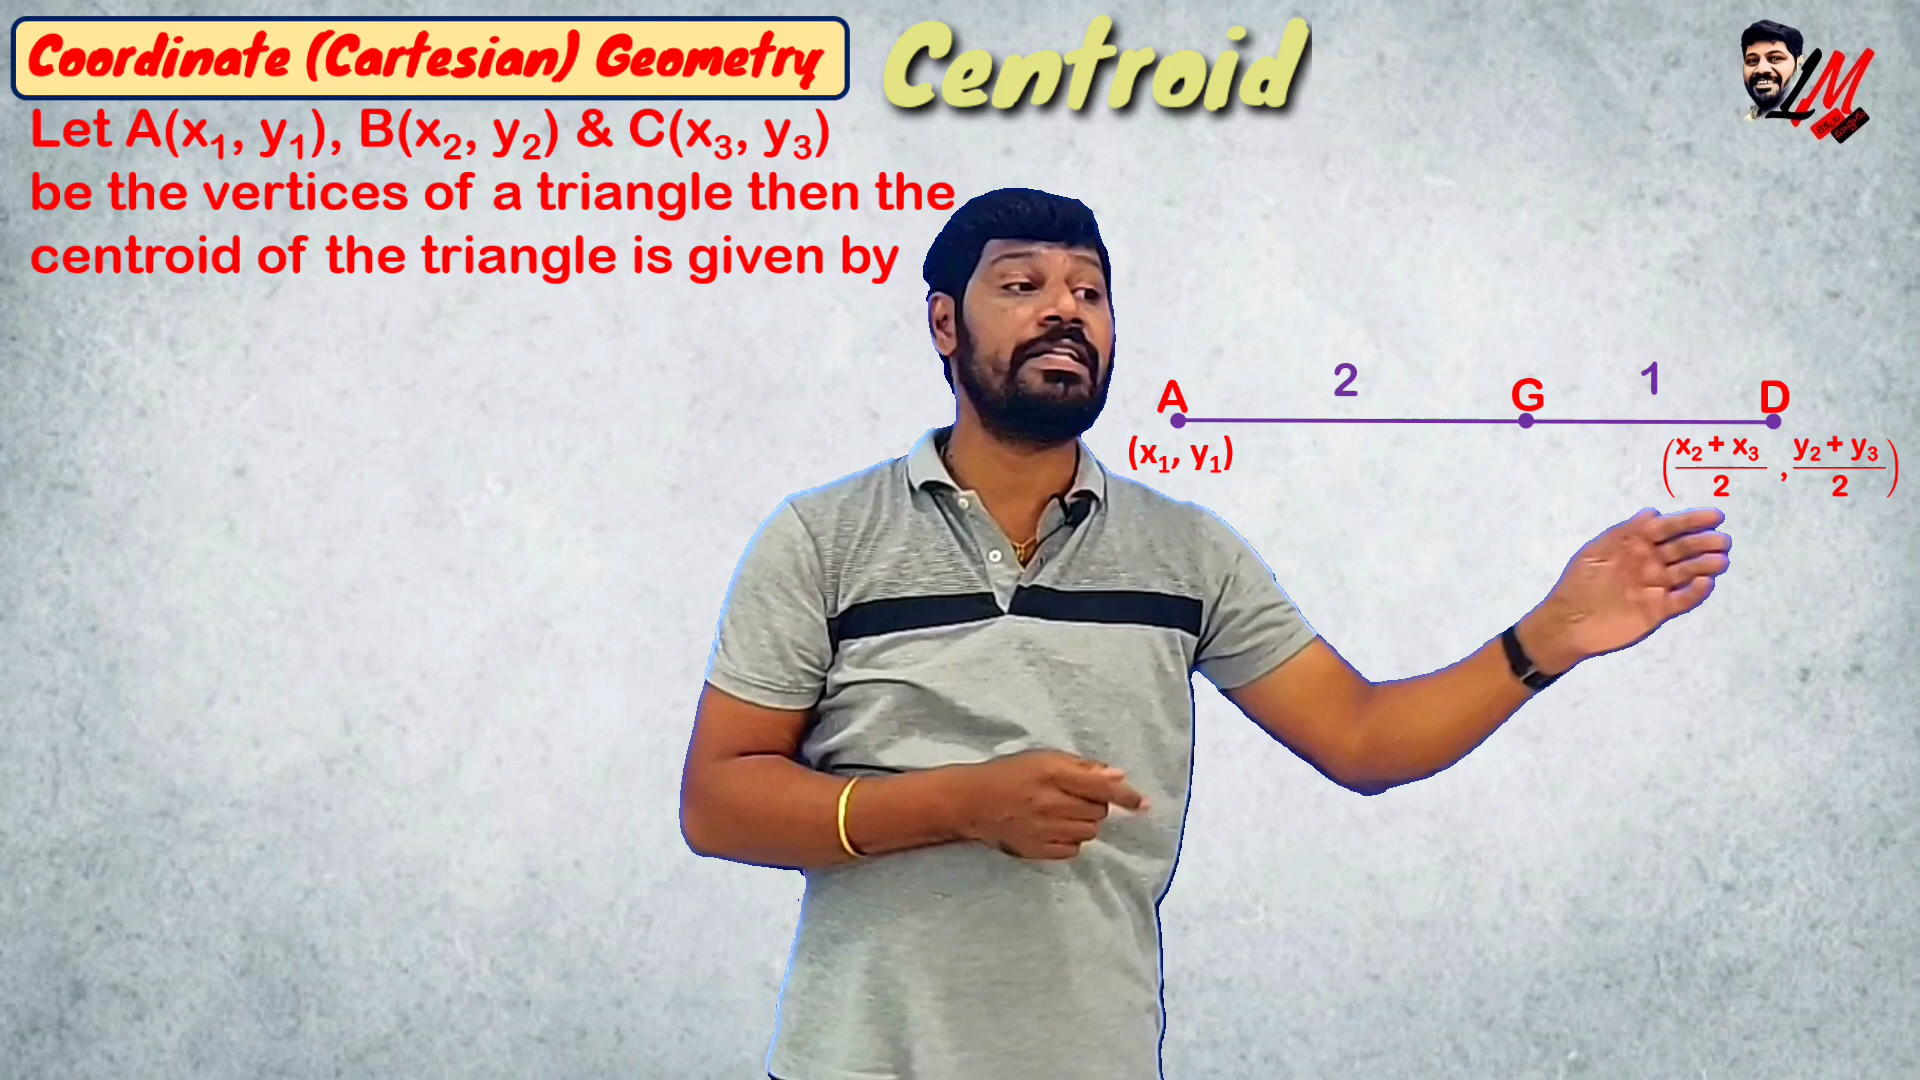 Coordinate (Cartesian) Geometry
Centroid
LM
Let A(x₁, y₁), B(x₂, y₂) & C(x₃, y₃)
be the vertices of a triangle then the
centroid of the triangle is given by
2 1
A G D
(x₁, y₁)
(x₂ + x₃ / 2 , y₂ + y₃ / 2)